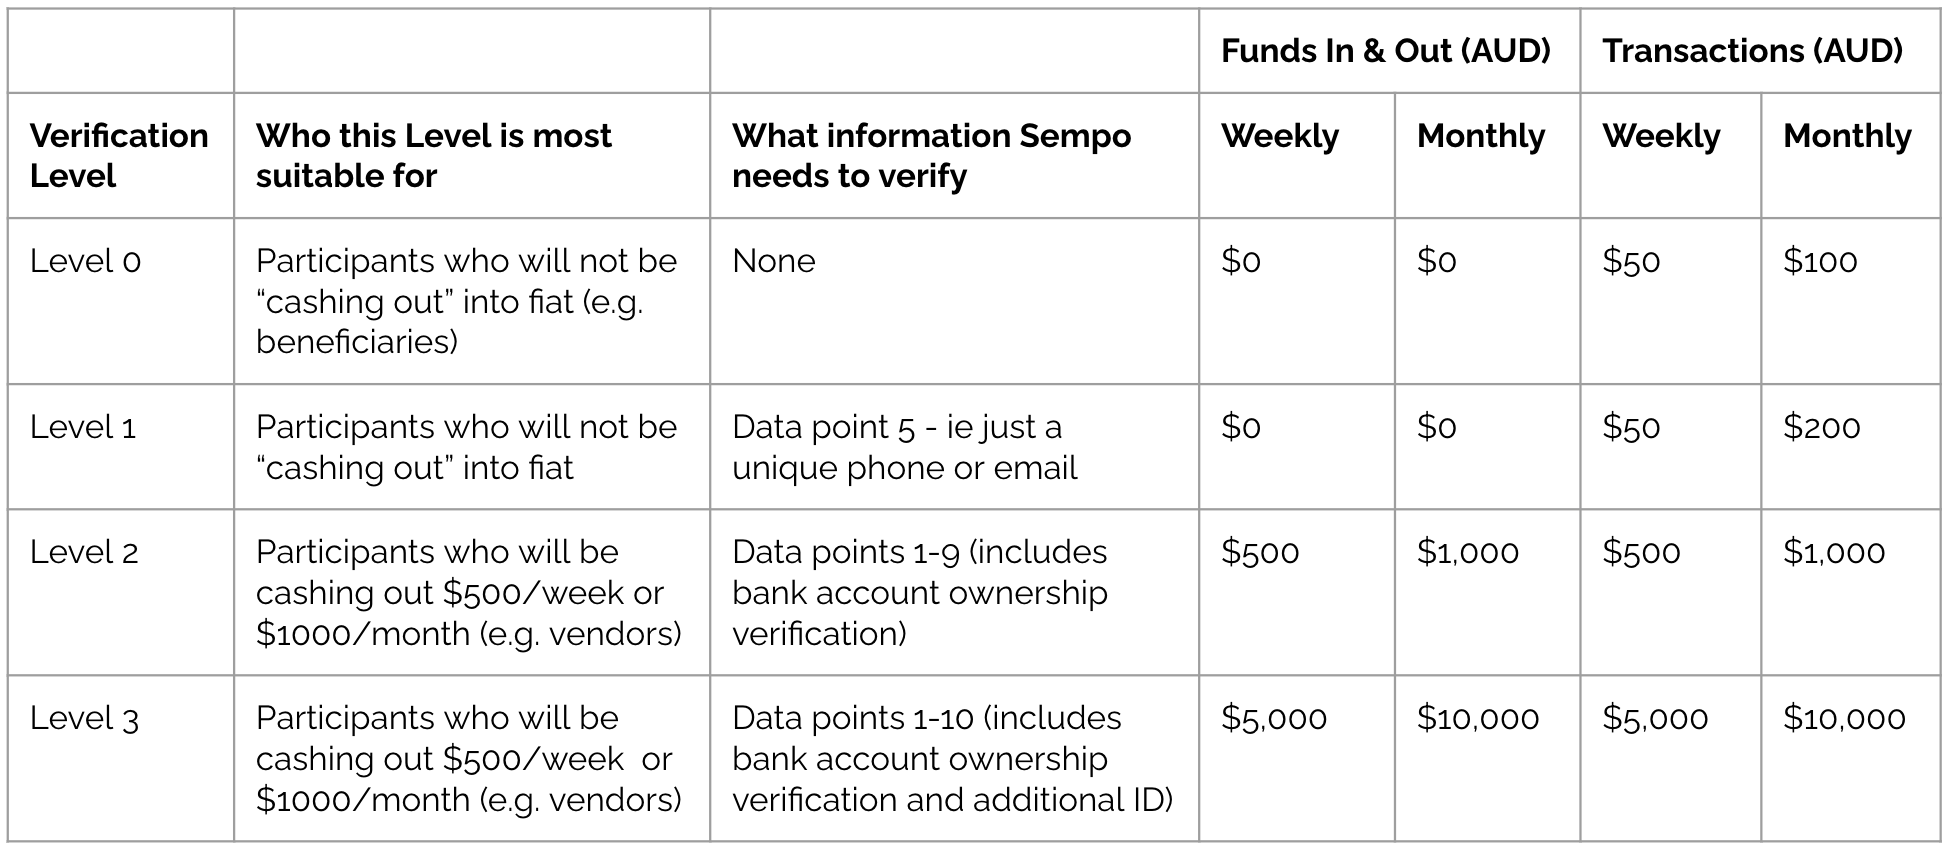 Funds In & Out (AUD) Transactions (AUD)
Verification Level
Who this Level is most suitable for
What information Sempo needs to verify
Weekly Monthly Weekly Monthly
Level 0
Participants who will not be
“cashing out” into fiat (e.g.
beneficiaries)
None
$0 $0 $50 $100
Level 1
Participants who will not be
“cashing out” into fiat
Data point 5 - ie just a
unique phone or email
$0 $0 $50 $200
Level 2
Participants who will be
cashing out $500/week or
$1000/month (e.g. vendors)
Data points 1-9 (includes
bank account ownership
verification)
$500 $1,000 $500 $1,000
Level 3
Participants who will be
cashing out $500/week  or
$1000/month (e.g. vendors)
Data points 1-10 (includes
bank account ownership
verification and additional ID)
$5,000 $10,000 $5,000 $10,000